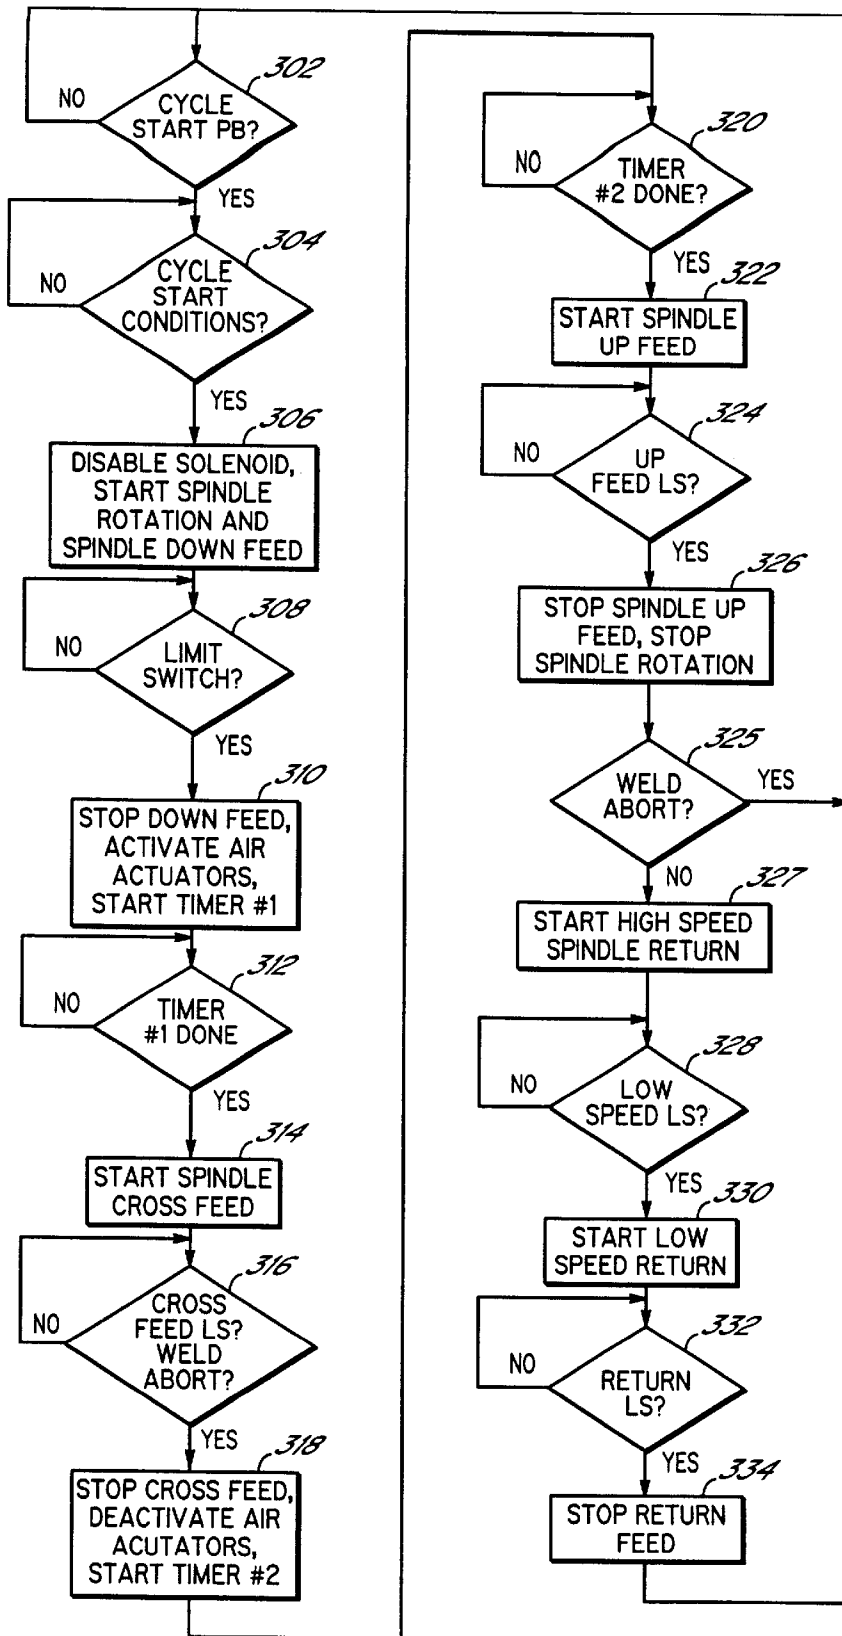 302
CYCLE
START PB?
NO
YES
304
CYCLE
START
CONDITIONS?
NO
YES
306
DISABLE SOLENOID,
START SPINDLE
ROTATION AND
SPINDLE DOWN FEED
308
LIMIT
SWITCH?
NO
YES
310
STOP DOWN FEED,
ACTIVATE AIR
ACTUATORS,
START TIMER #1
312
TIMER
#1 DONE
NO
YES
314
START SPINDLE
CROSS FEED
316
CROSS
FEED LS?
WELD
ABORT?
NO
YES
318
STOP CROSS FEED,
DEACTIVATE AIR
ACUTATORS,
START TIMER #2
320
TIMER
#2 DONE?
NO
YES
322
START SPINDLE
UP FEED
324
UP
FEED LS?
NO
YES
326
STOP SPINDLE UP
FEED, STOP
SPINDLE ROTATION
325
WELD
ABORT?
YES
NO
327
START HIGH SPEED
SPINDLE RETURN
328
LOW
SPEED LS?
NO
YES
330
START LOW
SPEED RETURN
332
RETURN
LS?
NO
YES
334
STOP RETURN
FEED